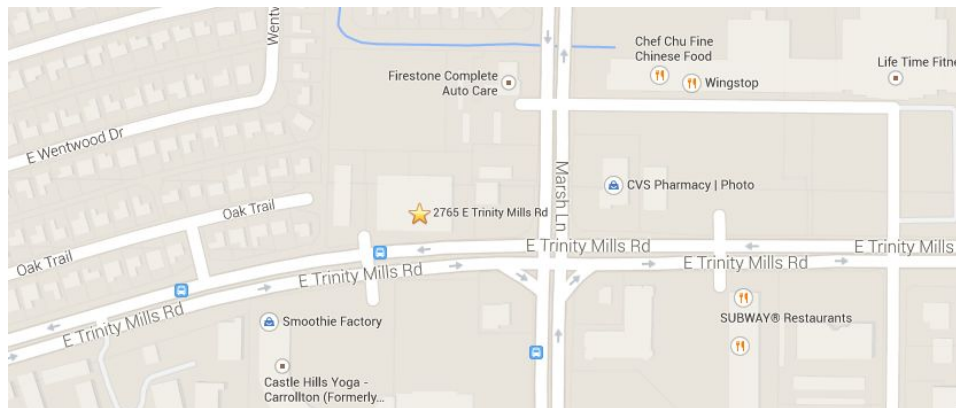 Wentw
Chef Chu Fine
Chinese Food
Life Time Fitne
Firestone Complete
Auto Care
Wingstop
E Wentwood Dr
Marsh Ln
CVS Pharmacy | Photo
Oak Trail
2765 E Trinity Mills Rd
Oak Trail
E Trinity Mills Rd
E Trinity Mills
E Trinity Mills Rd
E Trinity Mills Rd
E Trinity Mills Rd
Smoothie Factory
SUBWAY® Restaurants
Castle Hills Yoga -
Carrollton (Formerly...